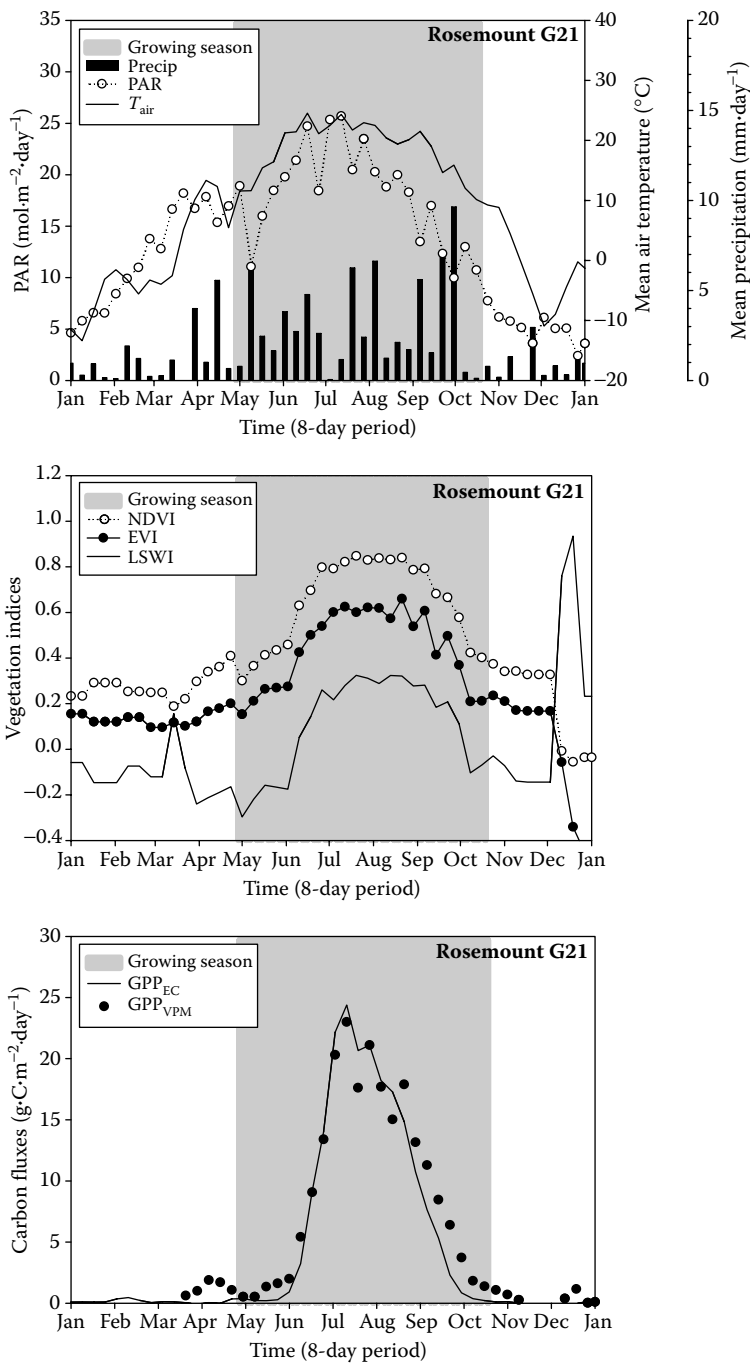 Rosemount G21
Growing season
Precip
PAR
T_air
35
30
25
20
15
10
5
0
PAR (mol·m⁻²·day⁻¹)
40
30
20
10
0
−10
−20
Mean air temperature (°C)
20
15
10
5
0
Mean precipitation (mm·day⁻¹)
Jan Feb Mar Apr May Jun Jul Aug Sep Oct Nov Dec Jan
Time (8-day period)
Rosemount G21
Growing season
NDVI
EVI
LSWI
1.2
1.0
0.8
0.6
0.4
0.2
0.0
−0.2
−0.4
Vegetation indices
Jan Feb Mar Apr May Jun Jul Aug Sep Oct Nov Dec Jan
Time (8-day period)
Rosemount G21
Growing season
GPP_EC
GPP_VPM
30
25
20
15
10
5
0
Carbon fluxes (g·C·m⁻²·day⁻¹)
Jan Feb Mar Apr May Jun Jul Aug Sep Oct Nov Dec Jan
Time (8-day period)